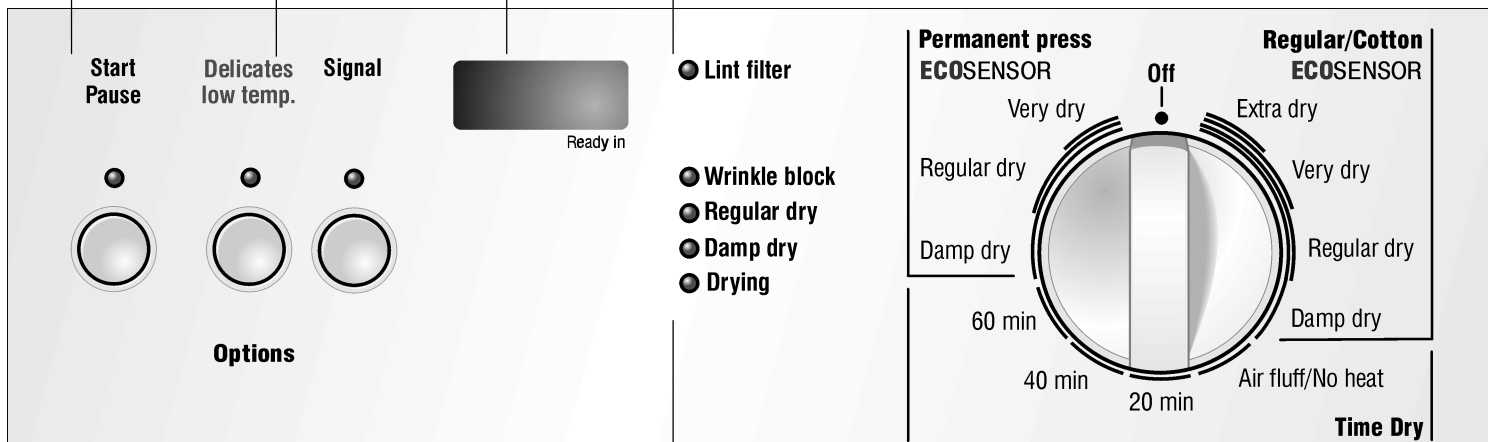 Start
Pause
Delicates
low temp.
Signal
Ready in
Options
Lint filter
Wrinkle block
Regular dry
Damp dry
Drying
Permanent press
ECOSENSOR
Very dry
Regular dry
Damp dry
Off
Regular/Cotton
ECOSENSOR
Extra dry
Very dry
Regular dry
Damp dry
60 min
40 min
20 min
Air fluff/No heat
Time Dry